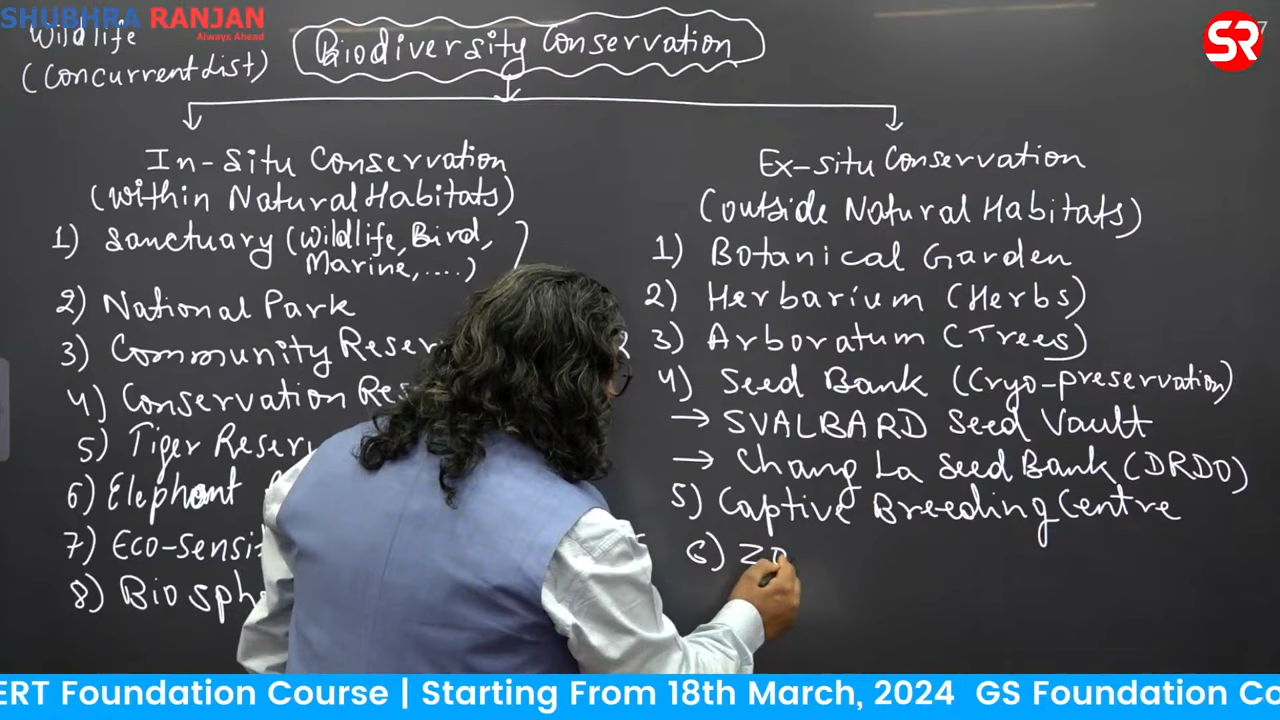 SHUBHRA RANJAN
Always Ahead
SR
Wildlife
(Concurrent List)
Biodiversity Conservation
In-situ Conservation
(within Natural Habitats)
1) Sanctuary (Wildlife, Bird,
Marine, ....)
2) National Park
3) Community Reser
4) Conservation Res
5) Tiger Reser
6) Elephant
7) Eco-Sensi
8) Biosph
Ex-situ Conservation
(outside Natural Habitats)
1) Botanical Garden
2) Herbarium (Herbs)
3) Arboratum (Trees)
4) Seed Bank (Cryo-preservation)
→ SVALBARD Seed Vault
→ Chang La Seed Bank (DRDO)
5) Captive Breeding Centre
6) Zo
ERT Foundation Course | Starting From 18th March, 2024 GS Foundation Co